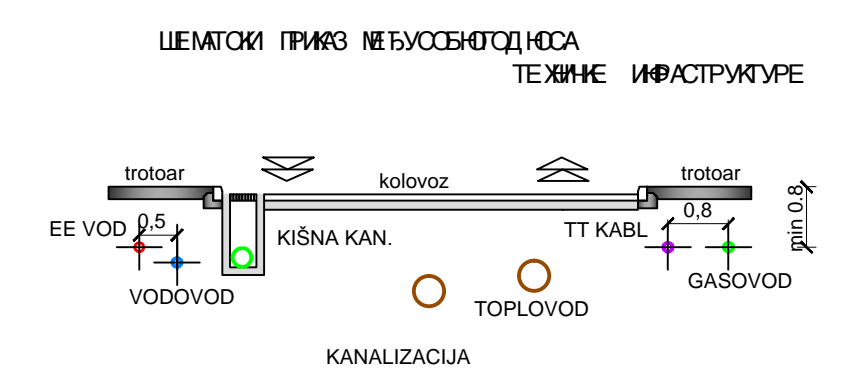 ШЕМАТСКИ ПРИКАЗ МЕЂУСОБНОГ ОДНОСА
ТЕХНИЧКЕ ИНФРАСТРУКТУРЕ
trotoar
kolovoz
trotoar
EE VOD
0,5
KIŠNA KAN.
TT KABL
0,8
min 0.8
VODOVOD
TOPLOVOD
GASOVOD
KANALIZACIJA